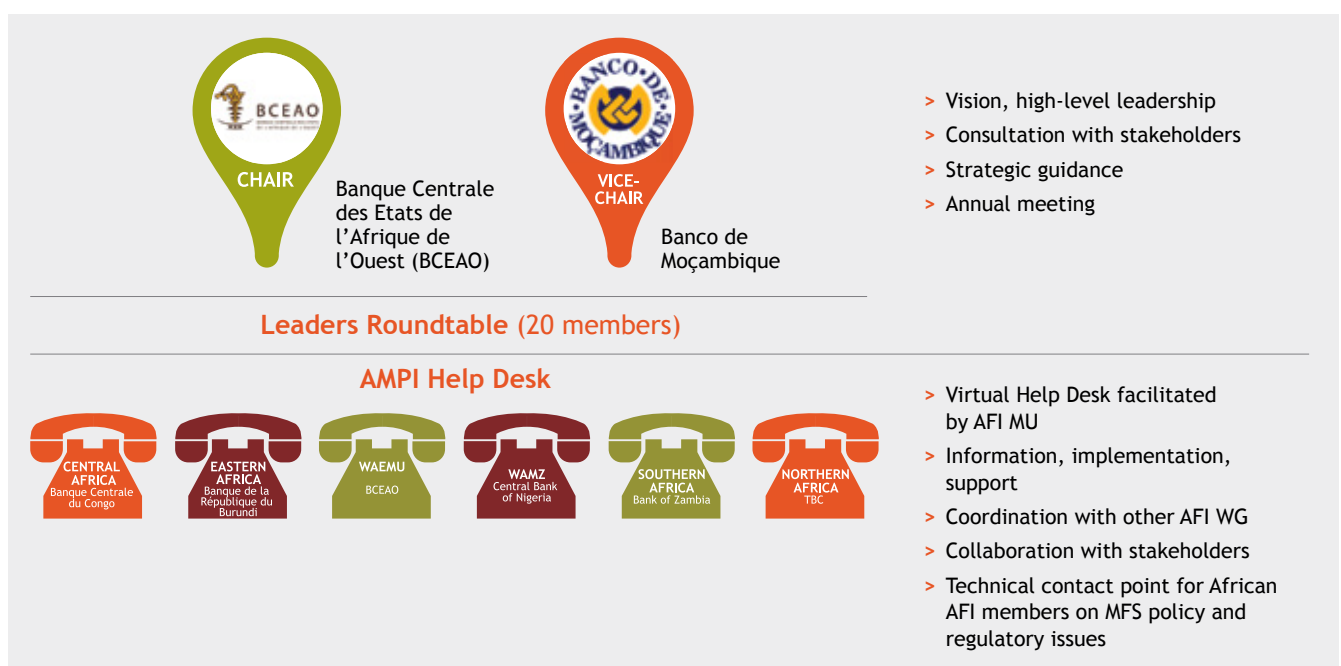 BCEAO
CHAIR
Banque Centrale
des Etats de
l’Afrique de
l’Ouest (BCEAO)
BANCO·DE·
MOÇAMBIQUE
VICE-
CHAIR
Banco de
Moçambique
> Vision, high-level leadership
> Consultation with stakeholders
> Strategic guidance
> Annual meeting
Leaders Roundtable (20 members)
AMPI Help Desk
CENTRAL
AFRICA
Banque Centrale
du Congo
EASTERN
AFRICA
Banque de la
République du
Burundi
WAEMU
BCEAO
WAMZ
Central Bank
of Nigeria
SOUTHERN
AFRICA
Bank of Zambia
NORTHERN
AFRICA
TBC
> Virtual Help Desk facilitated
by AFI MU
> Information, implementation,
support
> Coordination with other AFI WG
> Collaboration with stakeholders
> Technical contact point for African
AFI members on MFS policy and
regulatory issues